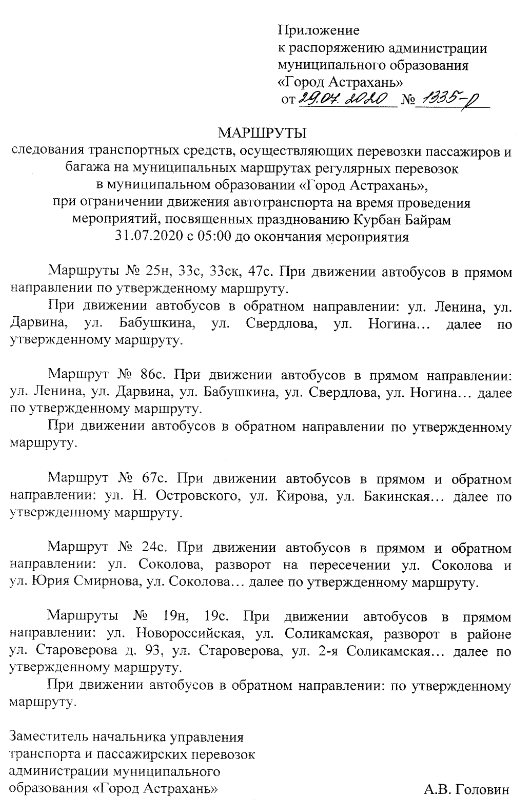 Приложение
к распоряжению администрации
муниципального образования
«Город Астрахань»
от 29.07.2020 № 1335-р
МАРШРУТЫ
следования транспортных средств, осуществляющих перевозки пассажиров и
багажа на муниципальных маршрутах регулярных перевозок
в муниципальном образовании «Город Астрахань»,
при ограничении движения автотранспорта на время проведения
мероприятий, посвященных празднованию Курбан Байрам
31.07.2020 с 05:00 до окончания мероприятия
Маршруты № 25н, 33с, 33ск, 47с. При движении автобусов в прямом
направлении по утвержденному маршруту.
При движении автобусов в обратном направлении: ул. Ленина, ул.
Дарвина, ул. Бабушкина, ул. Свердлова, ул. Ногина… далее по
утвержденному маршруту.
Маршрут № 86с. При движении автобусов в прямом направлении:
ул. Ленина, ул. Дарвина, ул. Бабушкина, ул. Свердлова, ул. Ногина… далее
по утвержденному маршруту.
При движении автобусов в обратном направлении по утвержденному
маршруту.
Маршрут № 67с. При движении автобусов в прямом и обратном
направлении: ул. Н. Островского, ул. Кирова, ул. Бакинская… далее по
утвержденному маршруту.
Маршрут № 24с. При движении автобусов в прямом и обратном
направлении: ул. Соколова, разворот на пересечении ул. Соколова и
ул. Юрия Смирнова, ул. Соколова… далее по утвержденному маршруту.
Маршруты № 19н, 19с. При движении автобусов в прямом
направлении: ул. Новороссийская, ул. Соликамская, разворот в районе
ул. Староверова д. 93, ул. Староверова, ул. 2-я Соликамская… далее по
утвержденному маршруту.
При движении автобусов в обратном направлении: по утвержденному
маршруту.
Заместитель начальника управления
транспорта и пассажирских перевозок
администрации муниципального
образования «Город Астрахань» А.В. Головин